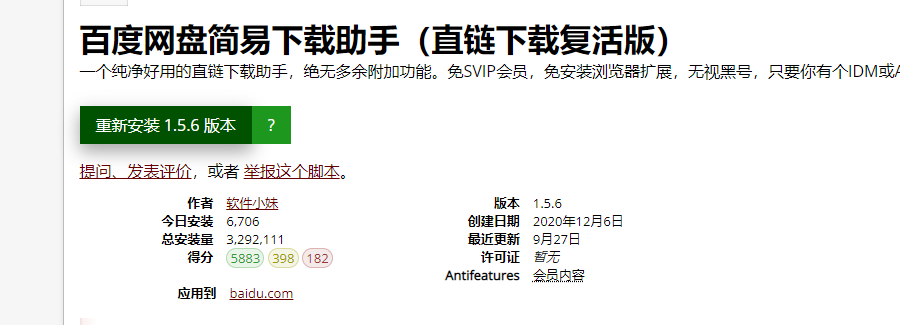 百度网盘简易下载助手（直链下载复活版）
一个纯净好用的直链下载助手，绝无多余附加功能。免SVIP会员，免安装浏览器扩展，无视黑号，只要你有个IDM或A
重新安装 1.5.6 版本 ?
提问、发表评价，或者 举报这个脚本。
作者 软件小妹 版本 1.5.6
今日安装 6,706 创建日期 2020年12月6日
总安装量 3,292,111 最近更新 9月27日
得分 5883 398 182 许可证 暂无
Antifeatures 会员内容
应用到 baidu.com